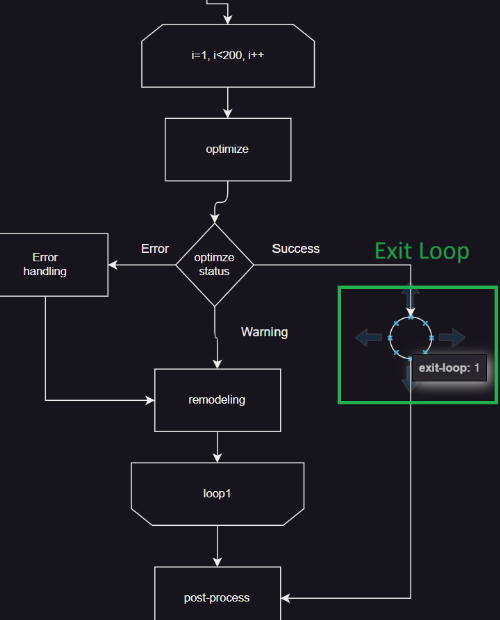 i=1, i<200, i++
optimize
Error
handling
Error
optimze
status
Success
Exit Loop
exit-loop: 1
Warning
remodeling
loop1
post-process